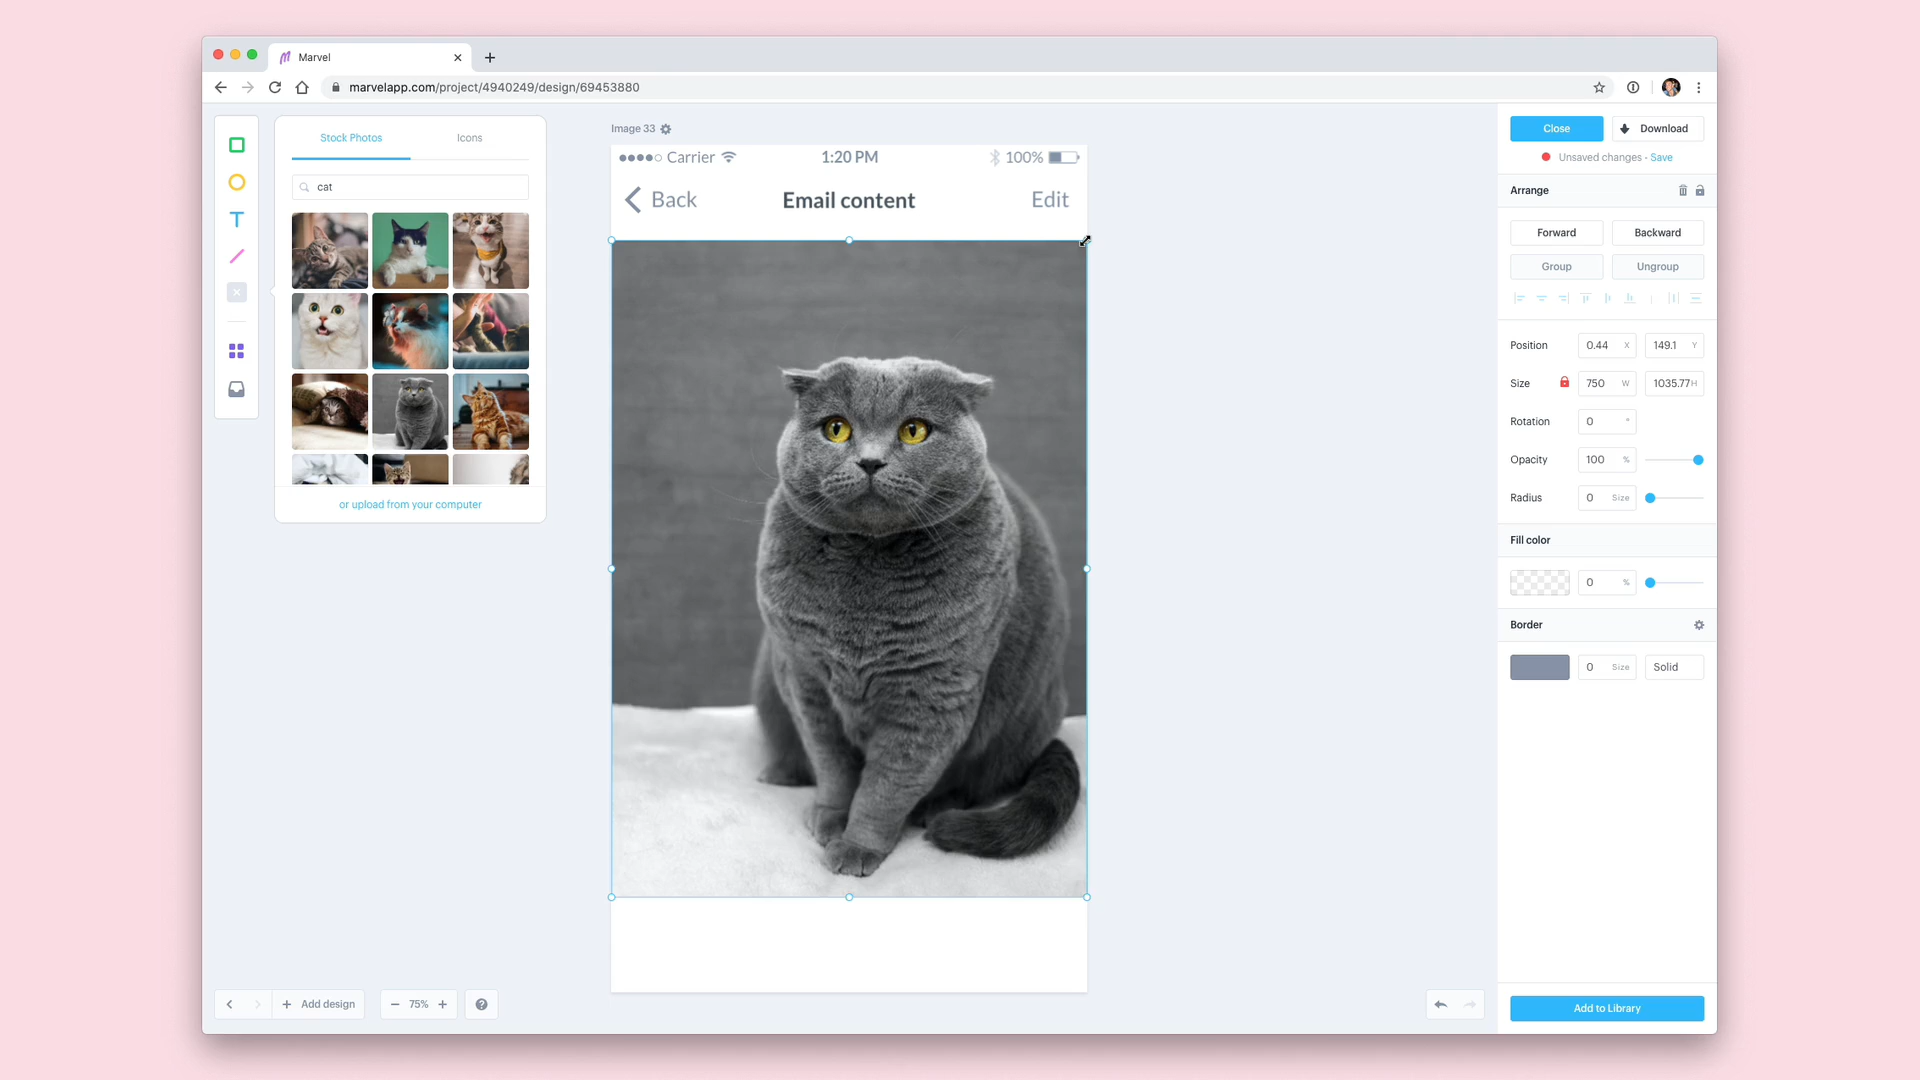 Marvel
marvelapp.com/project/4940249/design/69453880
Stock Photos
Icons
cat
or upload from your computer
Image 33
Carrier
1:20 PM
100%
Back
Email content
Edit
Close
Download
Unsaved changes - Save
Arrange
Forward
Backward
Group
Ungroup
Position
0.44 X
149.1 Y
Size
750 W
1035.77 H
Rotation
0 °
Opacity
100 %
Radius
0 Size
Fill color
0 %
Border
0 Size
Solid
Add design
75%
Add to Library